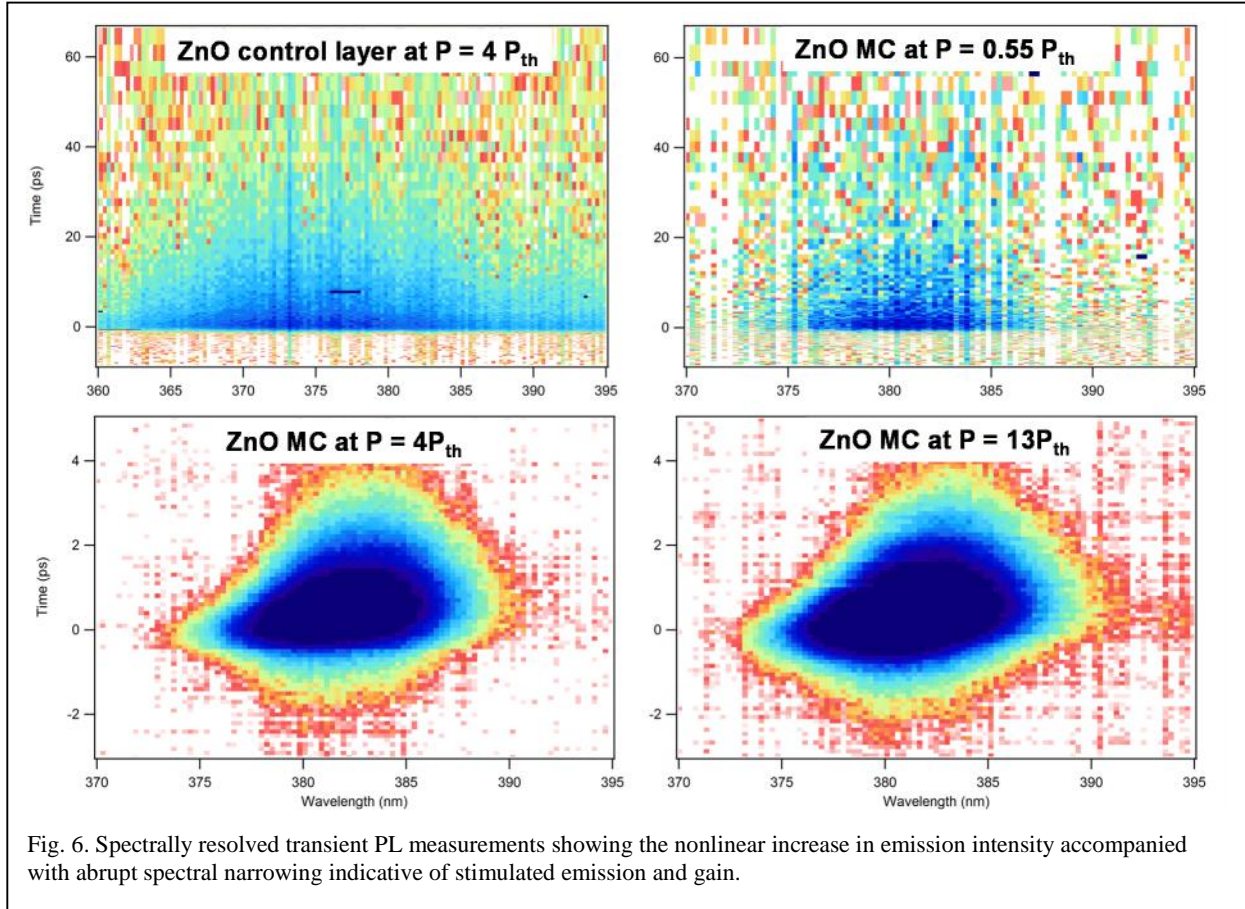 ZnO control layer at P = 4 Pth
ZnO MC at P = 0.55 Pth
60
40
20
0
Time (ps)
360 365 370 375 380 385 390 395
60
40
20
0
370 375 380 385 390 395
ZnO MC at P = 4Pth
ZnO MC at P = 13Pth
4
2
0
-2
Time (ps)
370 375 380 385 390 395
Wavelength (nm)
4
2
0
-2
Time (ps)
370 375 380 385 390 395
Wavelength (nm)
Fig. 6. Spectrally resolved transient PL measurements showing the nonlinear increase in emission intensity accompanied
with abrupt spectral narrowing indicative of stimulated emission and gain.